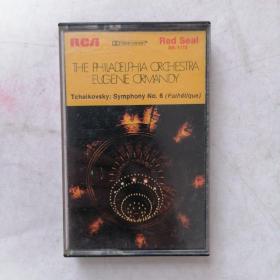 RCA
Red Seal
THE PHILADELPHIA ORCHESTRA
EUGENE ORMANDY
Tchaikovsky: Symphony No. 6 (Pathétique)